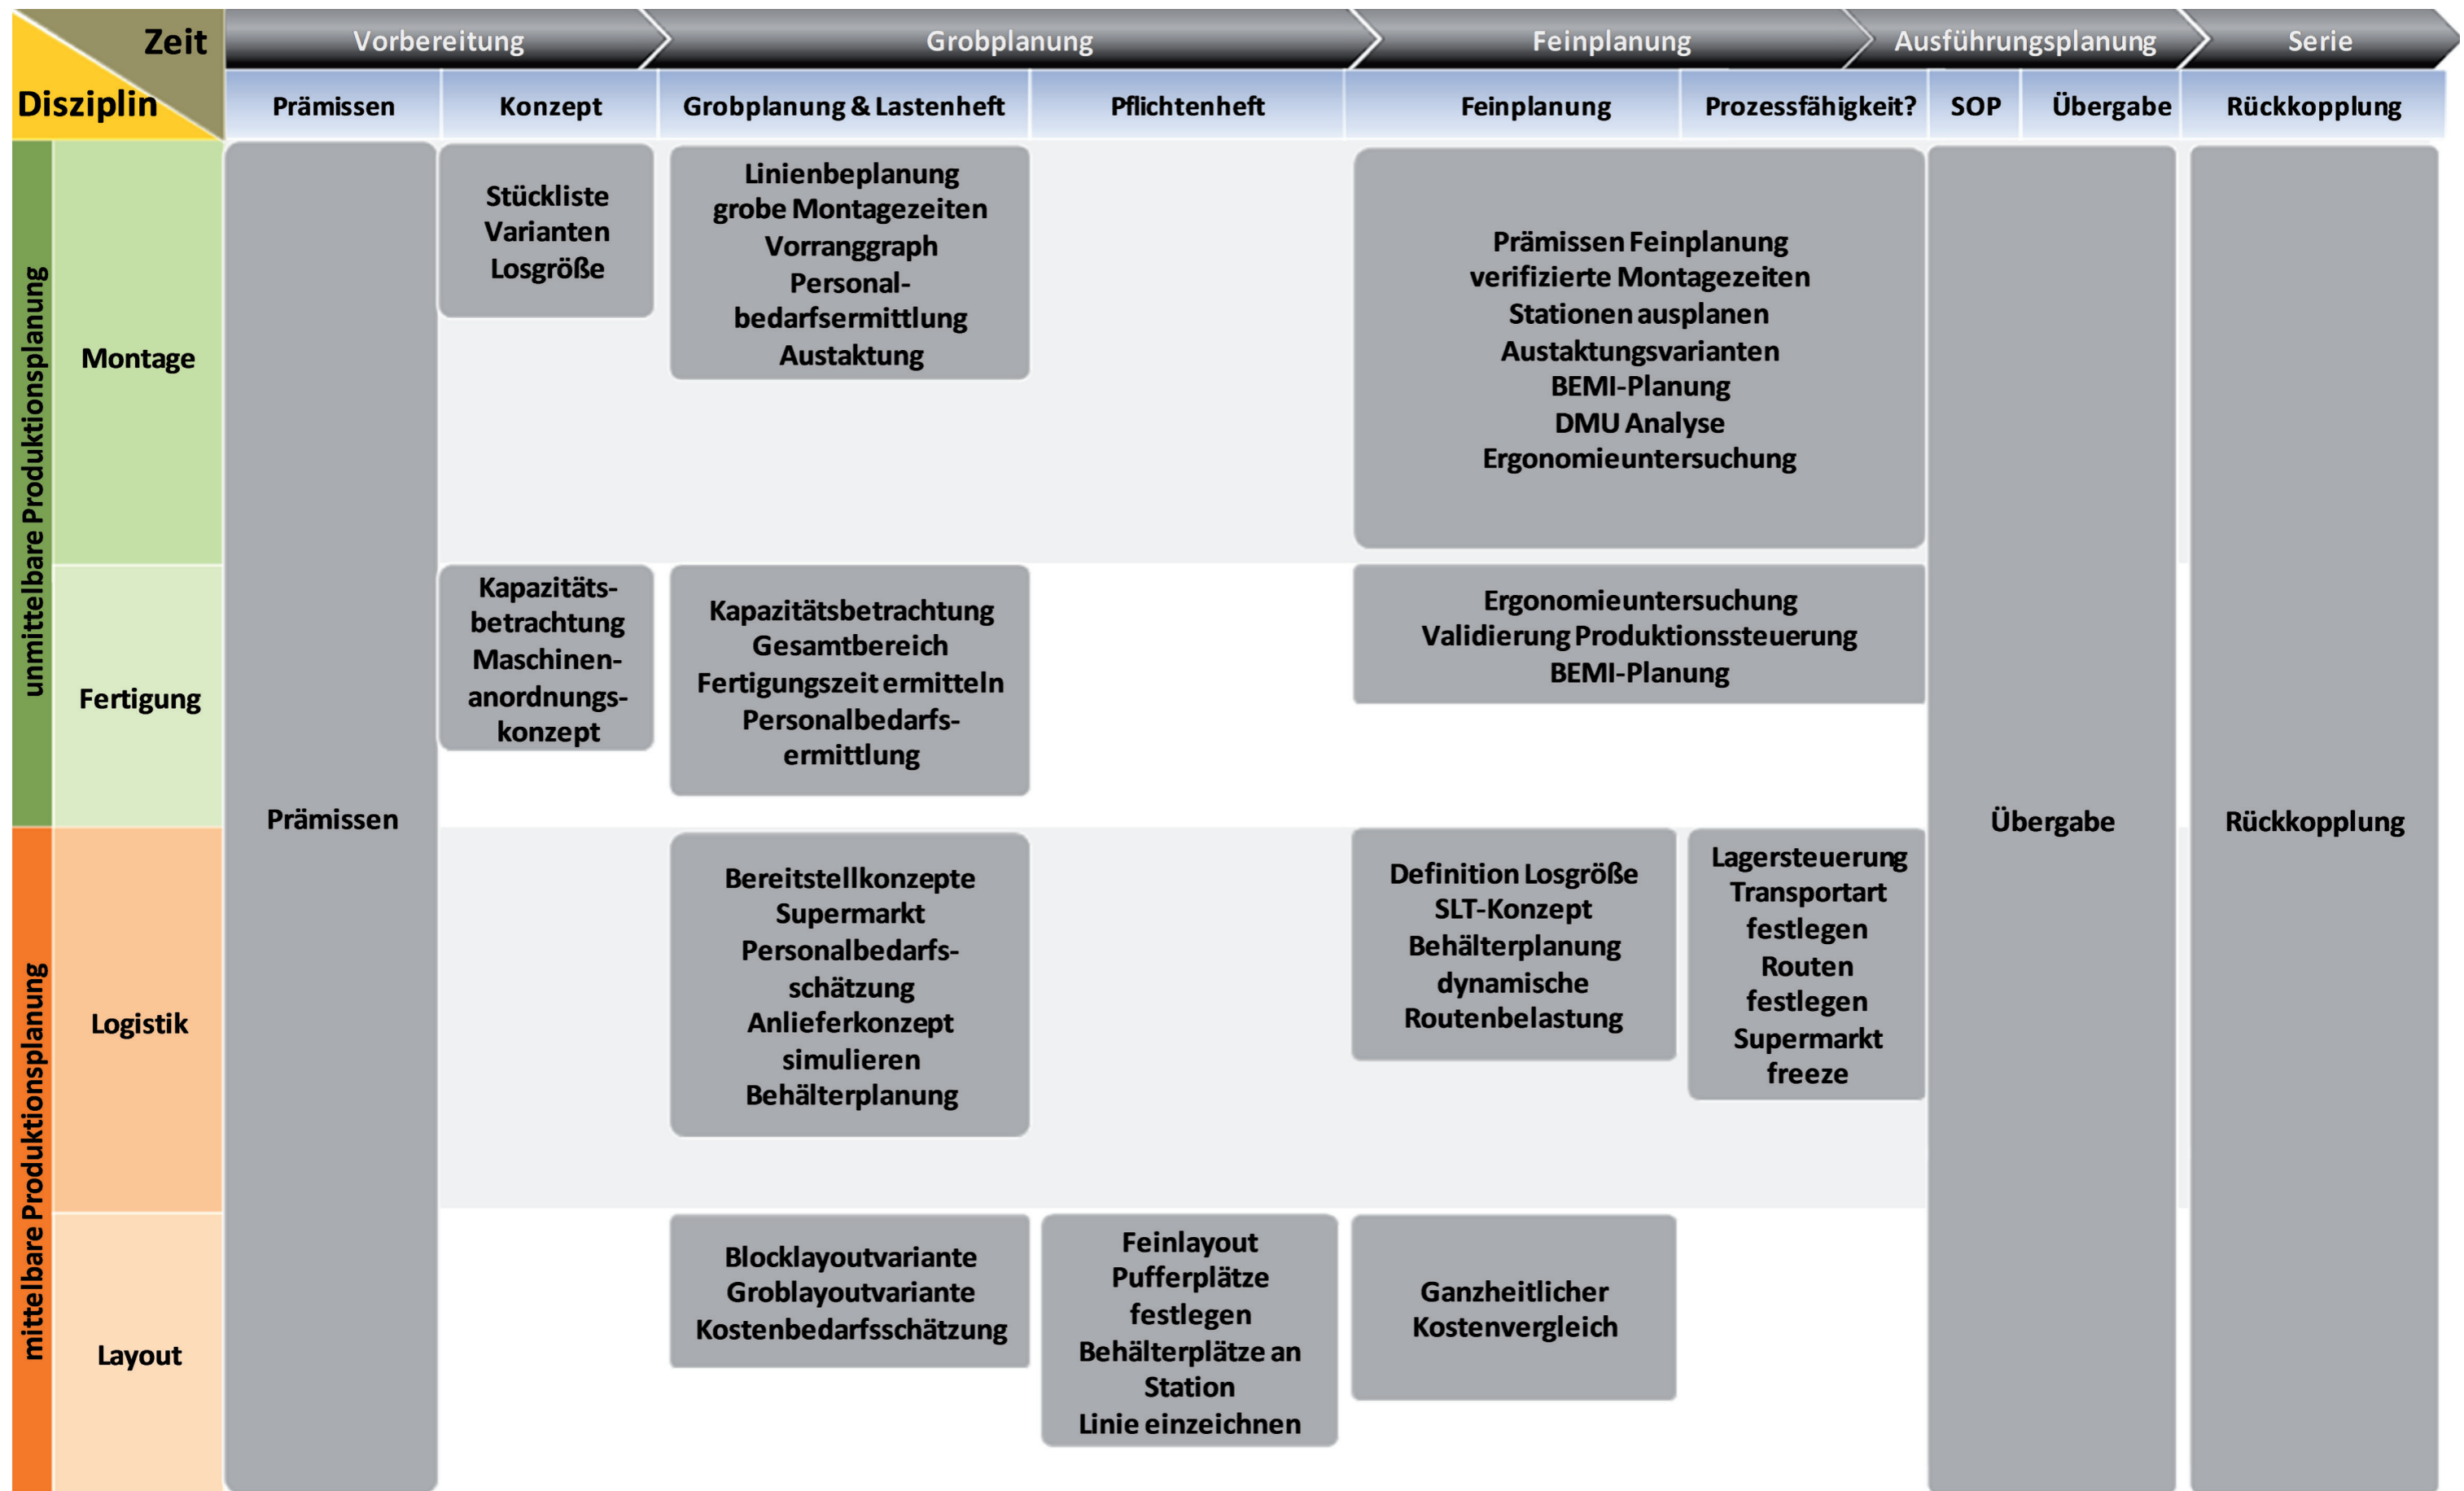 Zeit
Disziplin
Vorbereitung
Grobplanung
Feinplanung
Ausführungsplanung
Serie
Prämissen
Konzept
Grobplanung & Lastenheft
Pflichtenheft
Feinplanung
Prozessfähigkeit?
SOP
Übergabe
Rückkopplung
unmittelbare Produktionsplanung
Montage
Stückliste
Varianten
Losgröße
Linienbeplanung
grobe Montagezeiten
Vorranggraph
Personal-
bedarfsermittlung
Austaktung
Prämissen Feinplanung
verifizierte Montagezeiten
Stationen ausplanen
Austaktungsvarianten
BEMI-Planung
DMU Analyse
Ergonomieuntersuchung
Fertigung
Kapazitäts-
betrachtung
Maschinen-
anordnungs-
konzept
Kapazitätsbetrachtung
Gesamtbereich
Fertigungszeit ermitteln
Personalbedarfs-
ermittlung
Ergonomieuntersuchung
Validierung Produktionssteuerung
BEMI-Planung
Prämissen
Übergabe
Rückkopplung
mittelbare Produktionsplanung
Logistik
Bereitstellkonzepte
Supermarkt
Personalbedarfs-
schätzung
Anlieferkonzept
simulieren
Behälterplanung
Definition Losgröße
SLT-Konzept
Behälterplanung
dynamische
Routenbelastung
Lagersteuerung
Transportart
festlegen
Routen
festlegen
Supermarkt
freeze
Layout
Blocklayoutvariante
Groblayoutvariante
Kostenbedarfsschätzung
Feinlayout
Pufferplätze
festlegen
Behälterplätze an
Station
Linie einzeichnen
Ganzheitlicher
Kostenvergleich